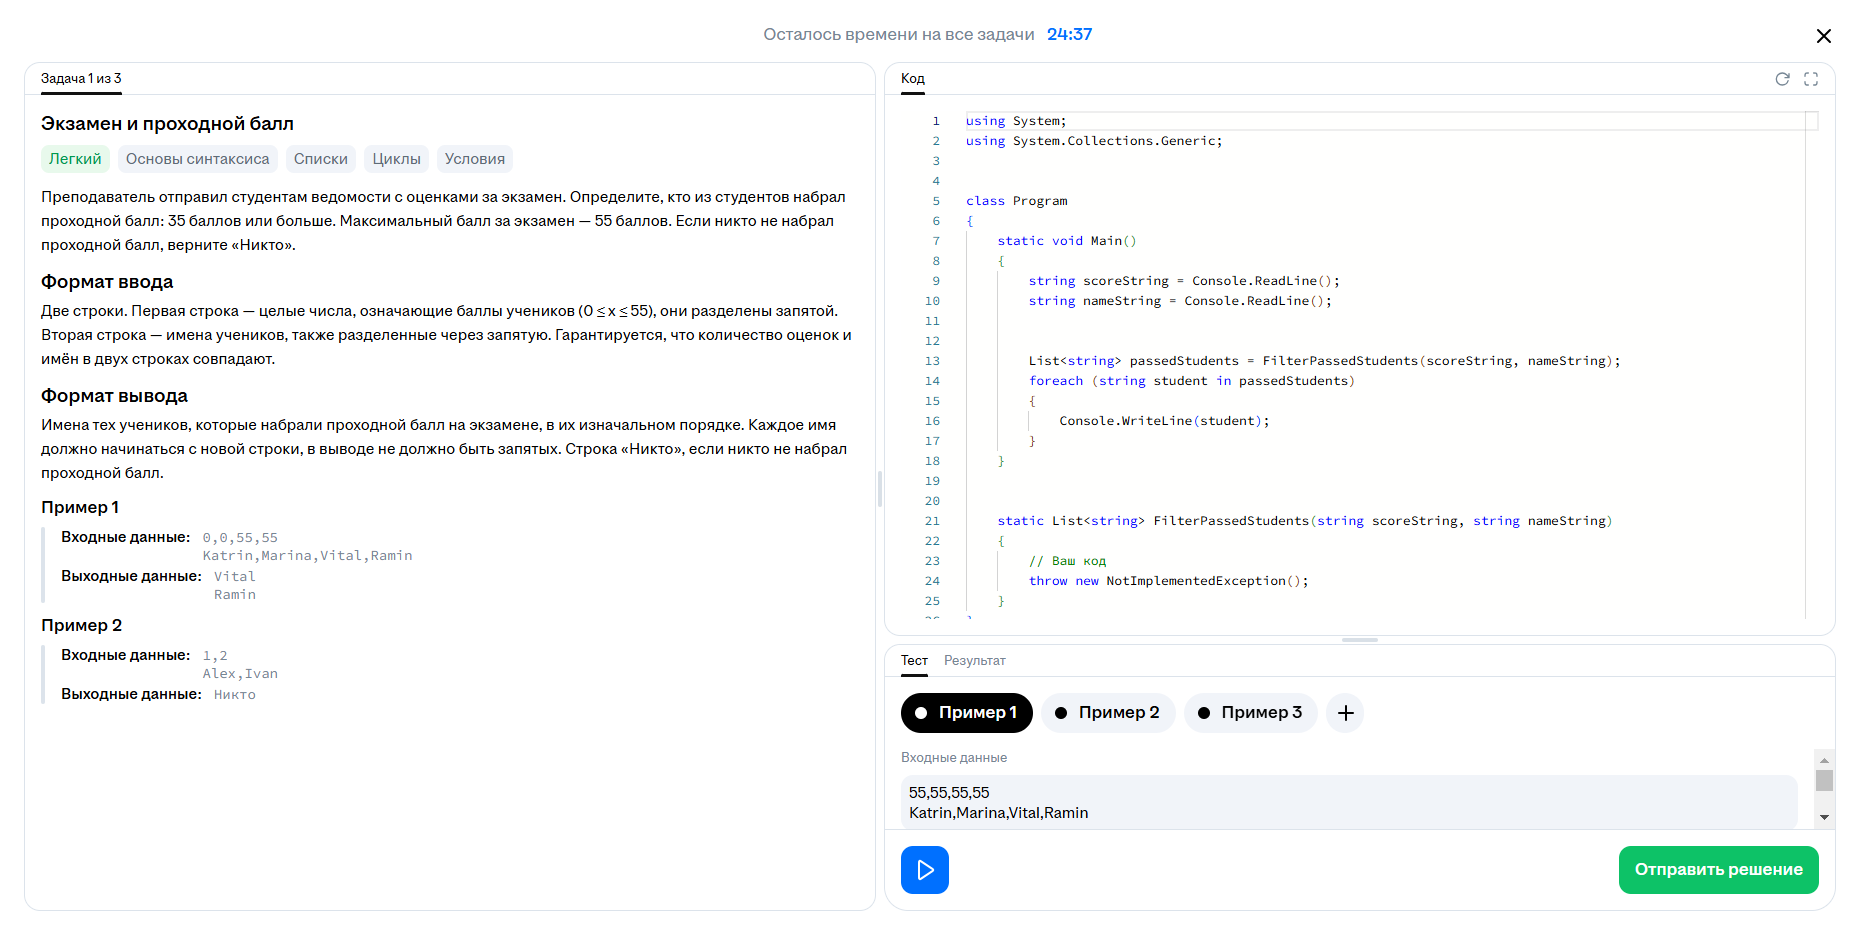 Осталось времени на все задачи 24:37
Задача 1 из 3
Экзамен и проходной балл
Легкий Основы синтаксиса Списки Циклы Условия
Преподаватель отправил студентам ведомости с оценками за экзамен. Определите, кто из студентов набрал
проходной балл: 35 баллов или больше. Максимальный балл за экзамен — 55 баллов. Если никто не набрал
проходной балл, верните «Никто».
Формат ввода
Две строки. Первая строка — целые числа, означающие баллы учеников (0 ≤ x ≤ 55), они разделены запятой.
Вторая строка — имена учеников, также разделенные через запятую. Гарантируется, что количество оценок и
имён в двух строках совпадают.
Формат вывода
Имена тех учеников, которые набрали проходной балл на экзамене, в их изначальном порядке. Каждое имя
должно начинаться с новой строки, в выводе не должно быть запятых. Строка «Никто», если никто не набрал
проходной балл.
Пример 1
Входные данные: 0,0,55,55
Katrin,Marina,Vital,Ramin
Выходные данные: Vital
Ramin
Пример 2
Входные данные: 1,2
Alex,Ivan
Выходные данные: Никто
Код
1 using System;
2 using System.Collections.Generic;
3
4
5 class Program
6 {
7 static void Main()
8 {
9 string scoreString = Console.ReadLine();
10 string nameString = Console.ReadLine();
11
12
13 List<string> passedStudents = FilterPassedStudents(scoreString, nameString);
14 foreach (string student in passedStudents)
15 {
16 Console.WriteLine(student);
17 }
18 }
19
20
21 static List<string> FilterPassedStudents(string scoreString, string nameString)
22 {
23 // Ваш код
24 throw new NotImplementedException();
25 }
Тест Результат
Пример 1 Пример 2 Пример 3 +
Входные данные
55,55,55,55
Katrin,Marina,Vital,Ramin
Отправить решение